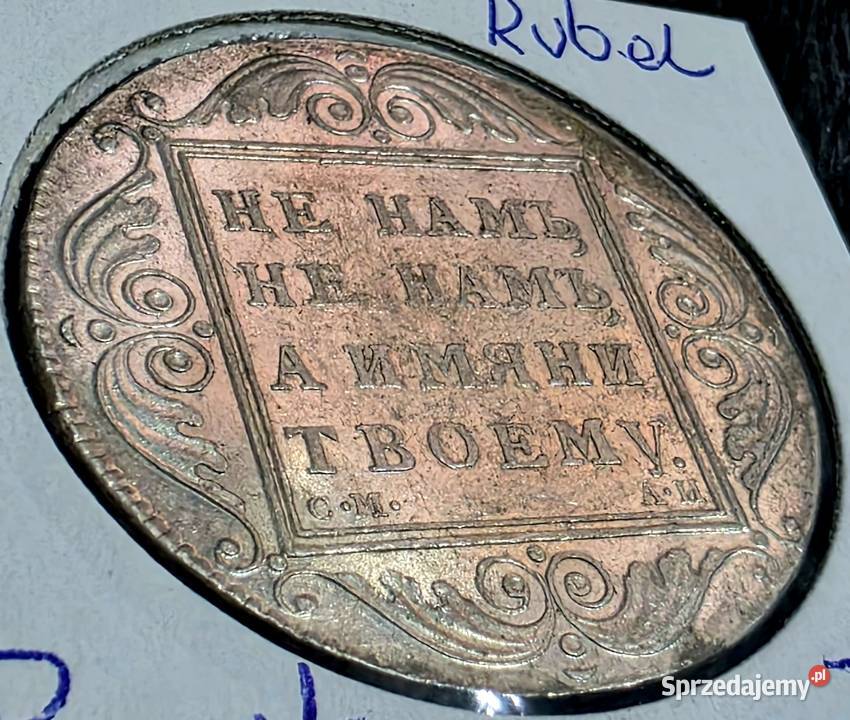 Rubel
НЕ НАМЪ,
НЕ НАМЪ,
А ИМЯНИ
ТВОЕМУ.
С·М· А·И
Sprzedajemy.pl